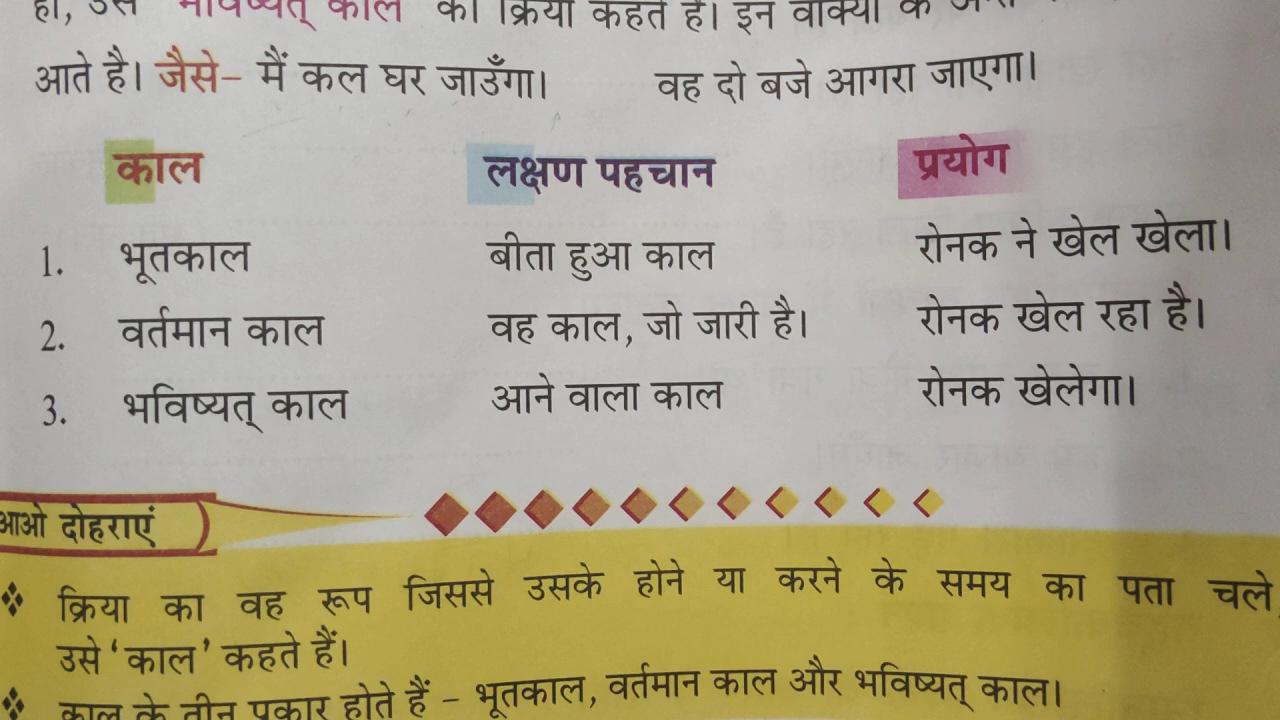 हो, उसे 'भविष्यत् काल' की क्रिया कहते हैं। इन वाक्यों के
आते है। जैसे– मैं कल घर जाउँगा। वह दो बजे आगरा जाएगा।
काल लक्षण पहचान प्रयोग
1. भूतकाल बीता हुआ काल रोनक ने खेल खेला।
2. वर्तमान काल वह काल, जो जारी है। रोनक खेल रहा है।
3. भविष्यत् काल आने वाला काल रोनक खेलेगा।
आओ दोहराएं
❖ क्रिया का वह रूप जिससे उसके होने या करने के समय का पता चले,
उसे 'काल' कहते हैं।
❖ काल के तीन प्रकार होते हैं – भूतकाल, वर्तमान काल और भविष्यत् काल।